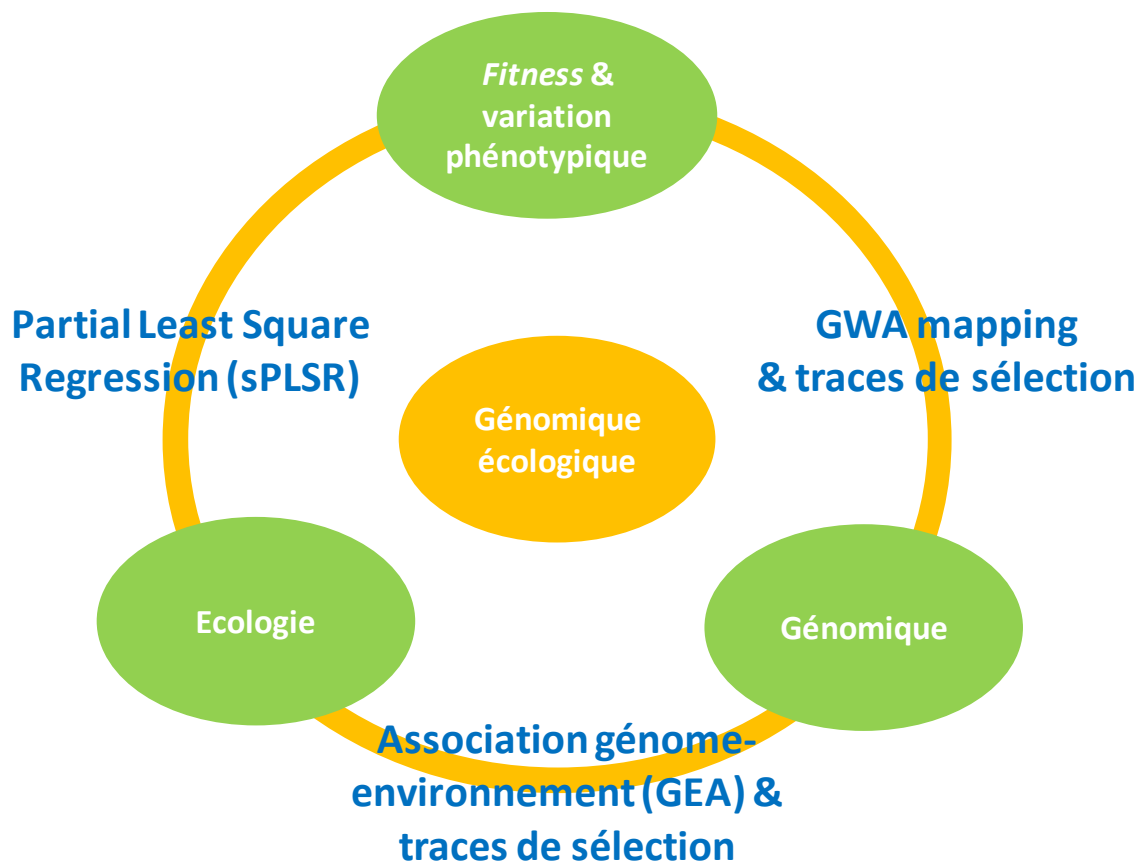 Fitness &
variation
phénotypique
Partial Least Square
Regression (sPLSR)
GWA mapping
& traces de sélection
Génomique
écologique
Ecologie
Génomique
Association génome-
environnement (GEA) &
traces de sélection